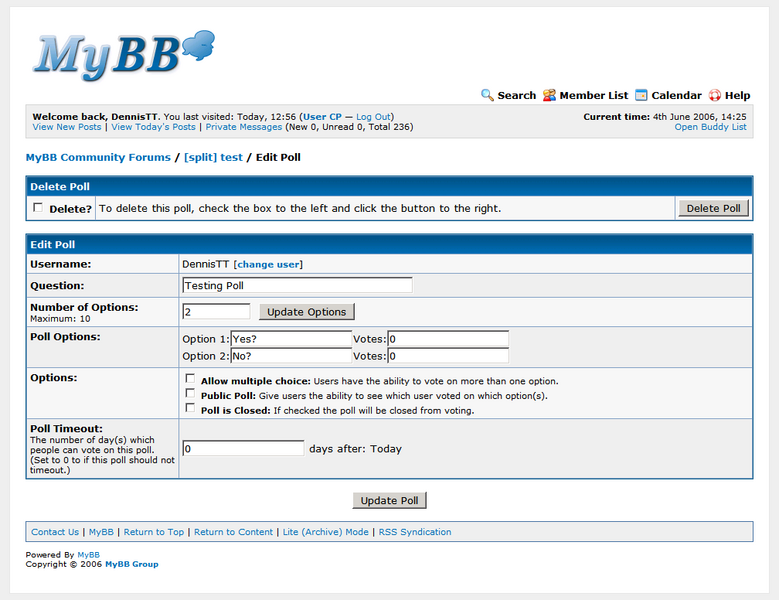 MyBB
Search Member List Calendar Help
Welcome back, DennisTT. You last visited: Today, 12:56 (User CP — Log Out)
Current time: 4th June 2006, 14:25
View New Posts | View Today's Posts | Private Messages (New 0, Unread 0, Total 236)
Open Buddy List
MyBB Community Forums / [split] test / Edit Poll
Delete Poll
Delete? To delete this poll, check the box to the left and click the button to the right. Delete Poll
Edit Poll
Username: DennisTT [change user]
Question: Testing Poll
Number of Options:
Maximum: 10
2 Update Options
Poll Options:
Option 1: Yes? Votes: 0
Option 2: No? Votes: 0
Options:
Allow multiple choice: Users have the ability to vote on more than one option.
Public Poll: Give users the ability to see which user voted on which option(s).
Poll is Closed: If checked the poll will be closed from voting.
Poll Timeout:
The number of day(s) which
people can vote on this poll.
(Set to 0 to if this poll should not
timeout.)
0 days after: Today
Update Poll
Contact Us | MyBB | Return to Top | Return to Content | Lite (Archive) Mode | RSS Syndication
Powered By MyBB
Copyright © 2006 MyBB Group